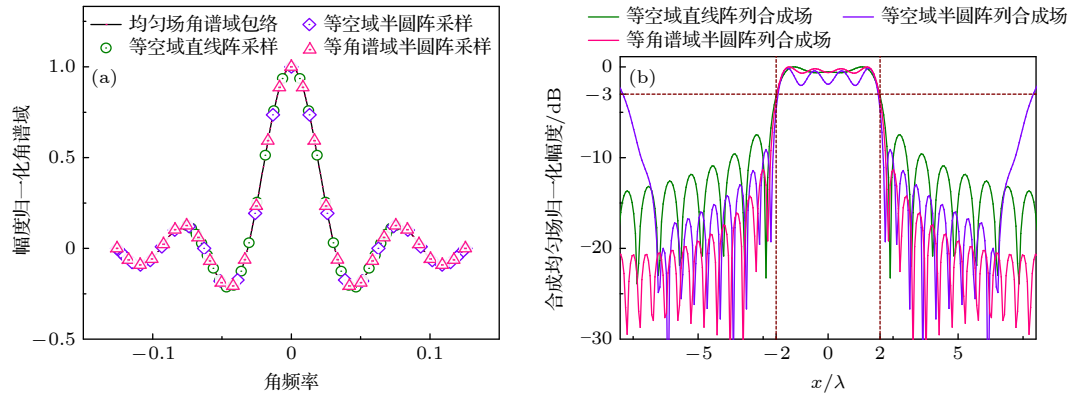 均匀场角谱域包络 等空域半圆阵采样
等空域直线阵采样 等角谱域半圆阵采样
(a)
1.0
0.5
0
−0.5
幅度归一化角谱域
−0.1 0 0.1
角频率
等空域直线阵列合成场 等空域半圆阵列合成场
等角谱域半圆阵列合成场
(b)
0
−3
−10
−20
−30
合成均匀场归一化幅度/dB
−5 −2 0 2 5
x/λ